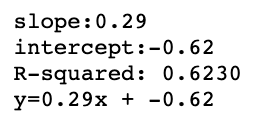 slope:0.29
intercept:-0.62
R-squared: 0.6230
y=0.29x + -0.62